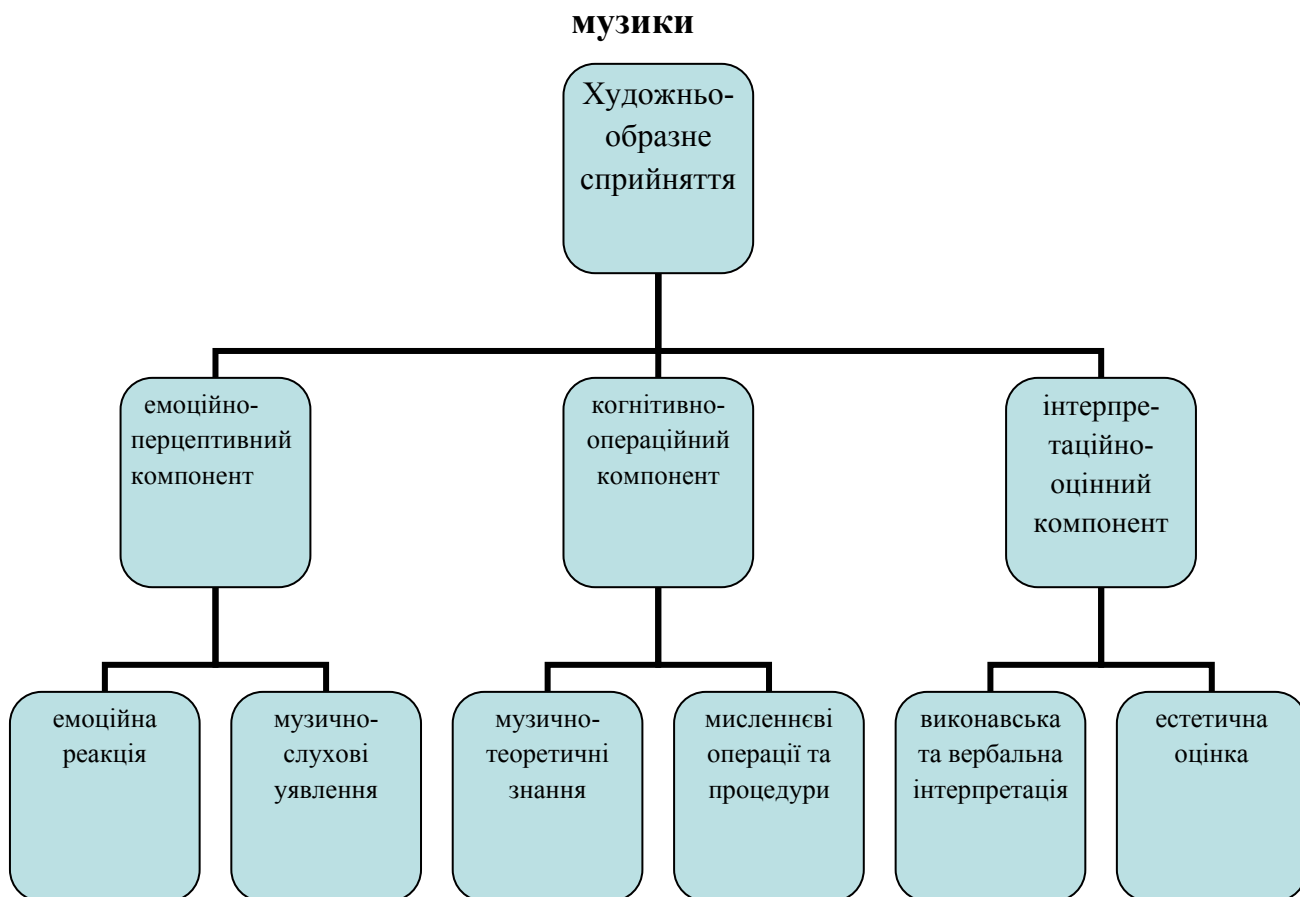 музики
Художньо-
образне
сприйняття
емоційно-
перцептивний
компонент
когнітивно-
операційний
компонент
інтерпре-
таційно-
оцінний
компонент
емоційна
реакція
музично-
слухові
уявлення
музично-
теоретичні
знання
мисленнєві
операції та
процедури
виконавська
та вербальна
інтерпретація
естетична
оцінка